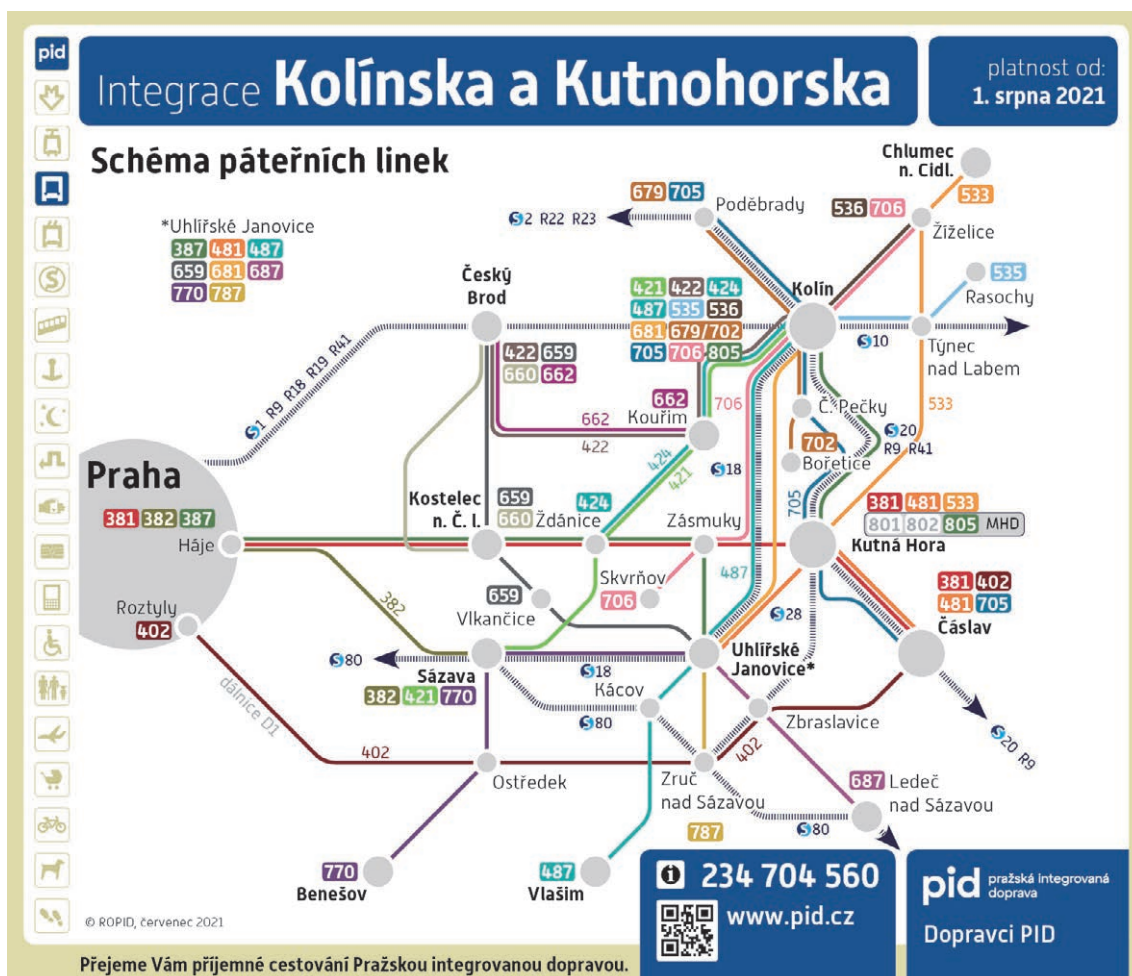 pid
Integrace Kolínska a Kutnohorska
platnost od:
1. srpna 2021
Schéma páteřních linek
*Uhlířské Janovice
387 481 487
659 681 687
770 787
Chlumec
n. Cidl.
533
679 705
Poděbrady
536 706
Žíželice
S2 R22 R23
Český
Brod
421 422 424
487 535 536
681 679/702
705 706 805
Kolín
535
Rasochy
S10
Týnec
nad Labem
S1 R9 R18 R19 R41
422 659
660 662
662
Kouřim
706
662
422
Č. Pečky
702
Bořetice
S20
R9 R41
533
S18
424
421
705
Praha
381 382 387
Háje
Kostelec
n. Č. l.
659
660
424
Ždánice
Zásmuky
381 481 533
801 802 805 MHD
Kutná Hora
487
Skvrňov
706
382
659
Vlkančice
Roztyly
402
381 402
481 705
Čáslav
S28
S80
Sázava
382 421 770
S18
Uhlířské
Janovice*
Kácov
S80
Zbraslavice
dálnice D1
402
402
S20 R9
Ostředek
Zruč
nad Sázavou
787
687
Ledeč
nad Sázavou
S80
770
Benešov
487
Vlašim
234 704 560
www.pid.cz
pid pražská integrovaná
doprava
Dopravci PID
© ROPID, červenec 2021
Přejeme Vám příjemné cestování Pražskou integrovanou dopravou.